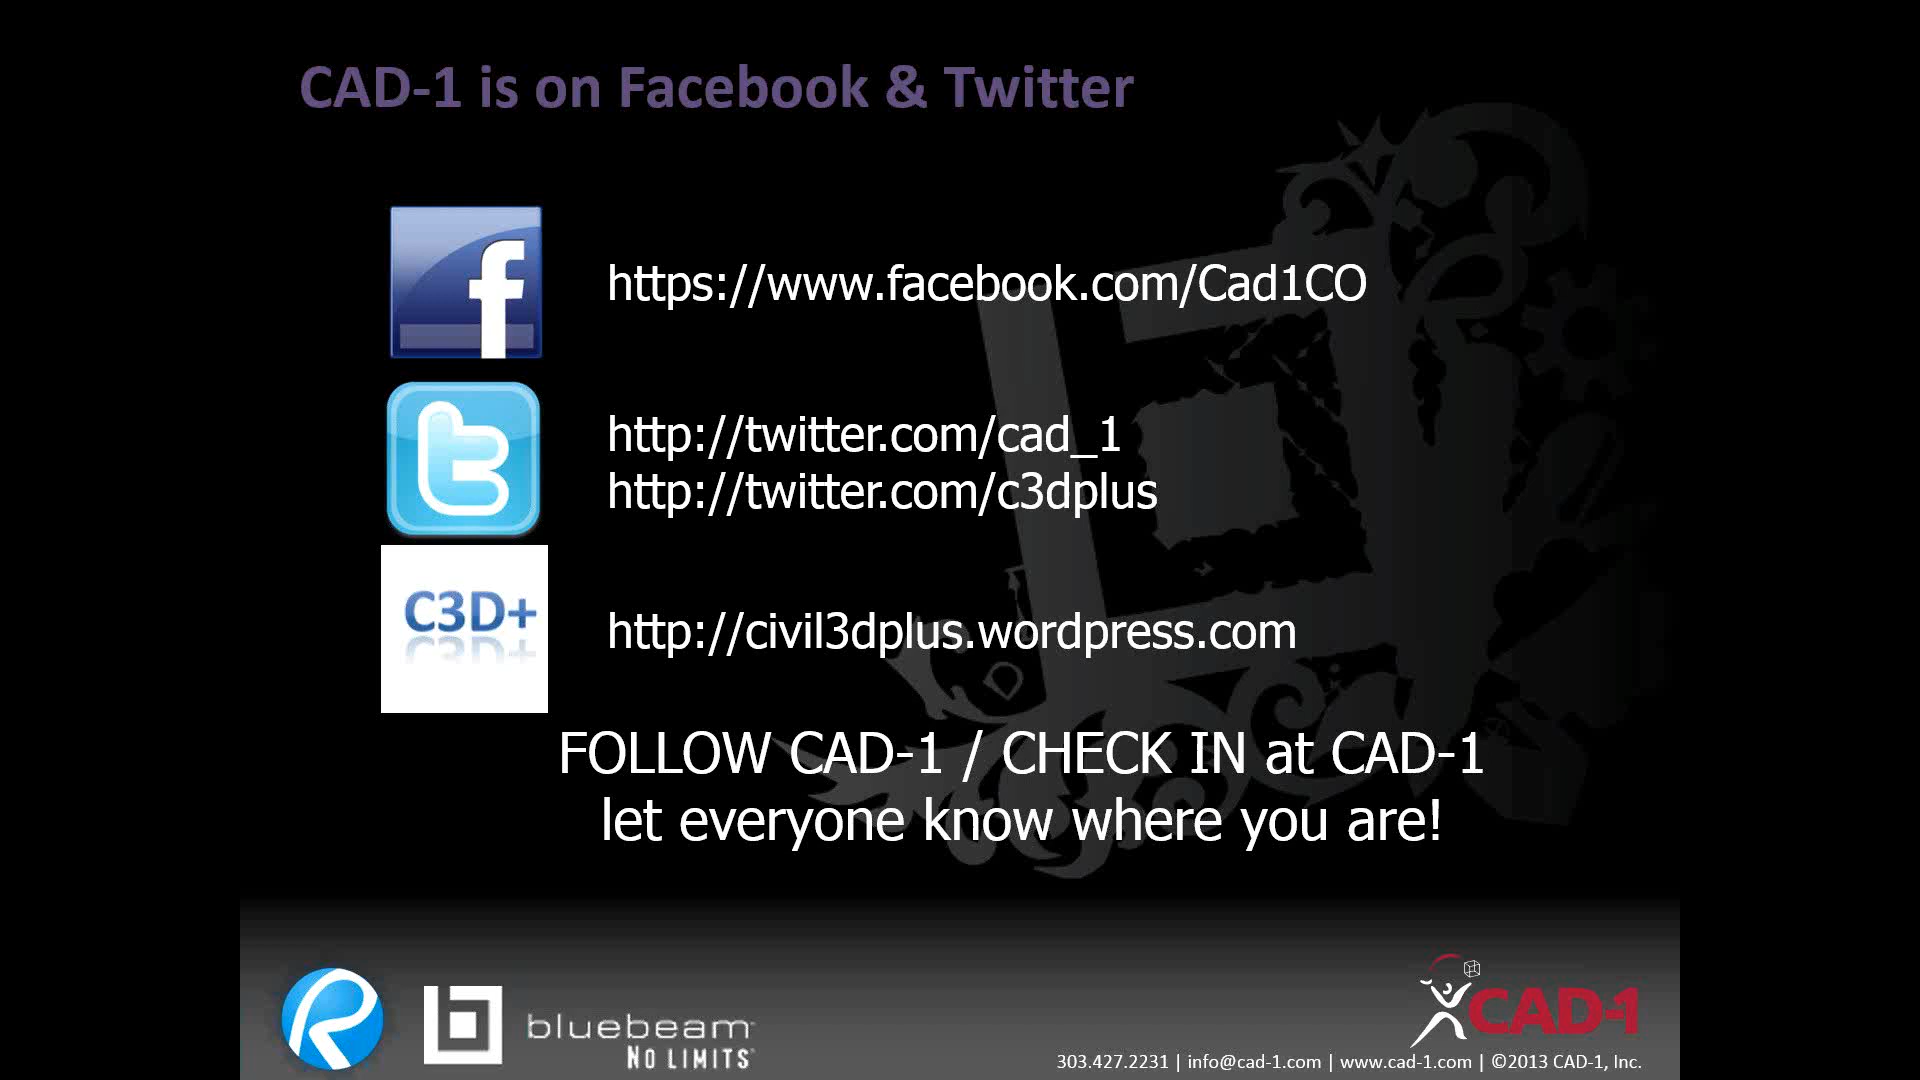 CAD-1 is on Facebook & Twitter
https://www.facebook.com/Cad1CO
http://twitter.com/cad_1
http://twitter.com/c3dplus
C3D+
http://civil3dplus.wordpress.com
FOLLOW CAD-1 / CHECK IN at CAD-1
let everyone know where you are!
bluebeam
NO LIMITS
CAD-1
303.427.2231 | info@cad-1.com | www.cad-1.com | ©2013 CAD-1, Inc.